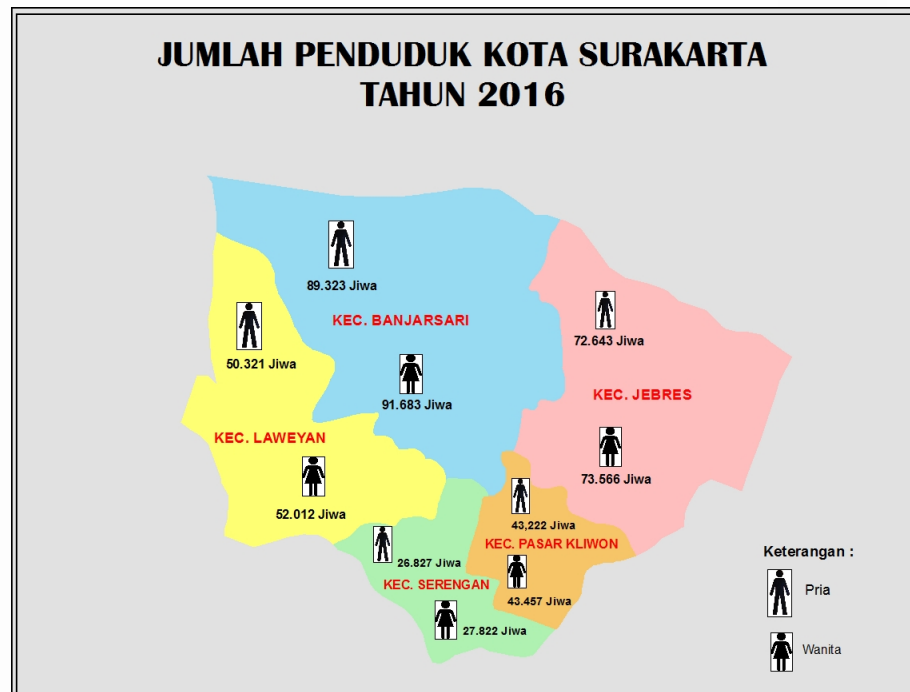 JUMLAH PENDUDUK KOTA SURAKARTA
TAHUN 2016
89.323 Jiwa
KEC. BANJARSARI
91.683 Jiwa
50.321 Jiwa
KEC. LAWEYAN
52.012 Jiwa
72.643 Jiwa
KEC. JEBRES
73.566 Jiwa
43,222 Jiwa
KEC. PASAR KLIWON
43.457 Jiwa
26.827 Jiwa
KEC. SERENGAN
27.822 Jiwa
Keterangan :
Pria
Wanita